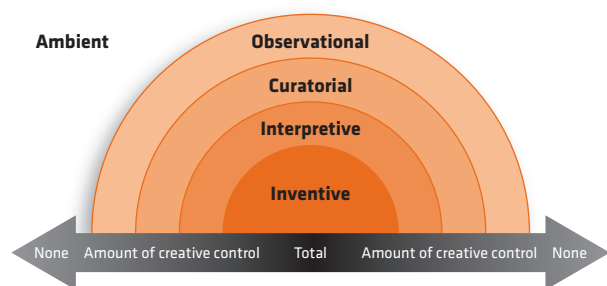 Ambient
Observational
Curatorial
Interpretive
Inventive
None Amount of creative control Total Amount of creative control None